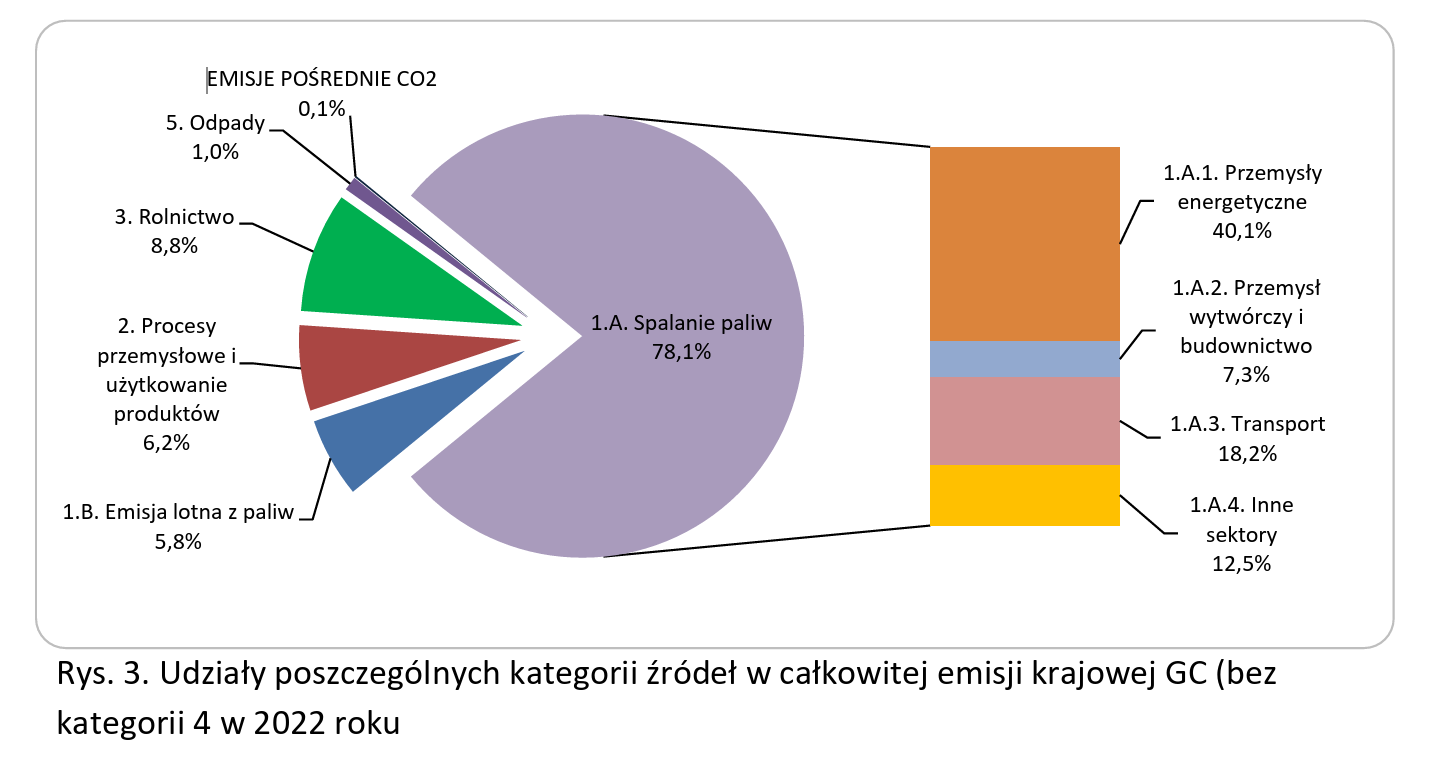 EMISJE POŚREDNIE CO2
0,1%
5. Odpady
1,0%
3. Rolnictwo
8,8%
2. Procesy
przemysłowe i
użytkowanie
produktów
6,2%
1.B. Emisja lotna z paliw
5,8%
1.A. Spalanie paliw
78,1%
1.A.1. Przemysły
energetyczne
40,1%
1.A.2. Przemysł
wytwórczy i
budownictwo
7,3%
1.A.3. Transport
18,2%
1.A.4. Inne
sektory
12,5%
Rys. 3. Udziały poszczególnych kategorii źródeł w całkowitej emisji krajowej GC (bez
kategorii 4 w 2022 roku